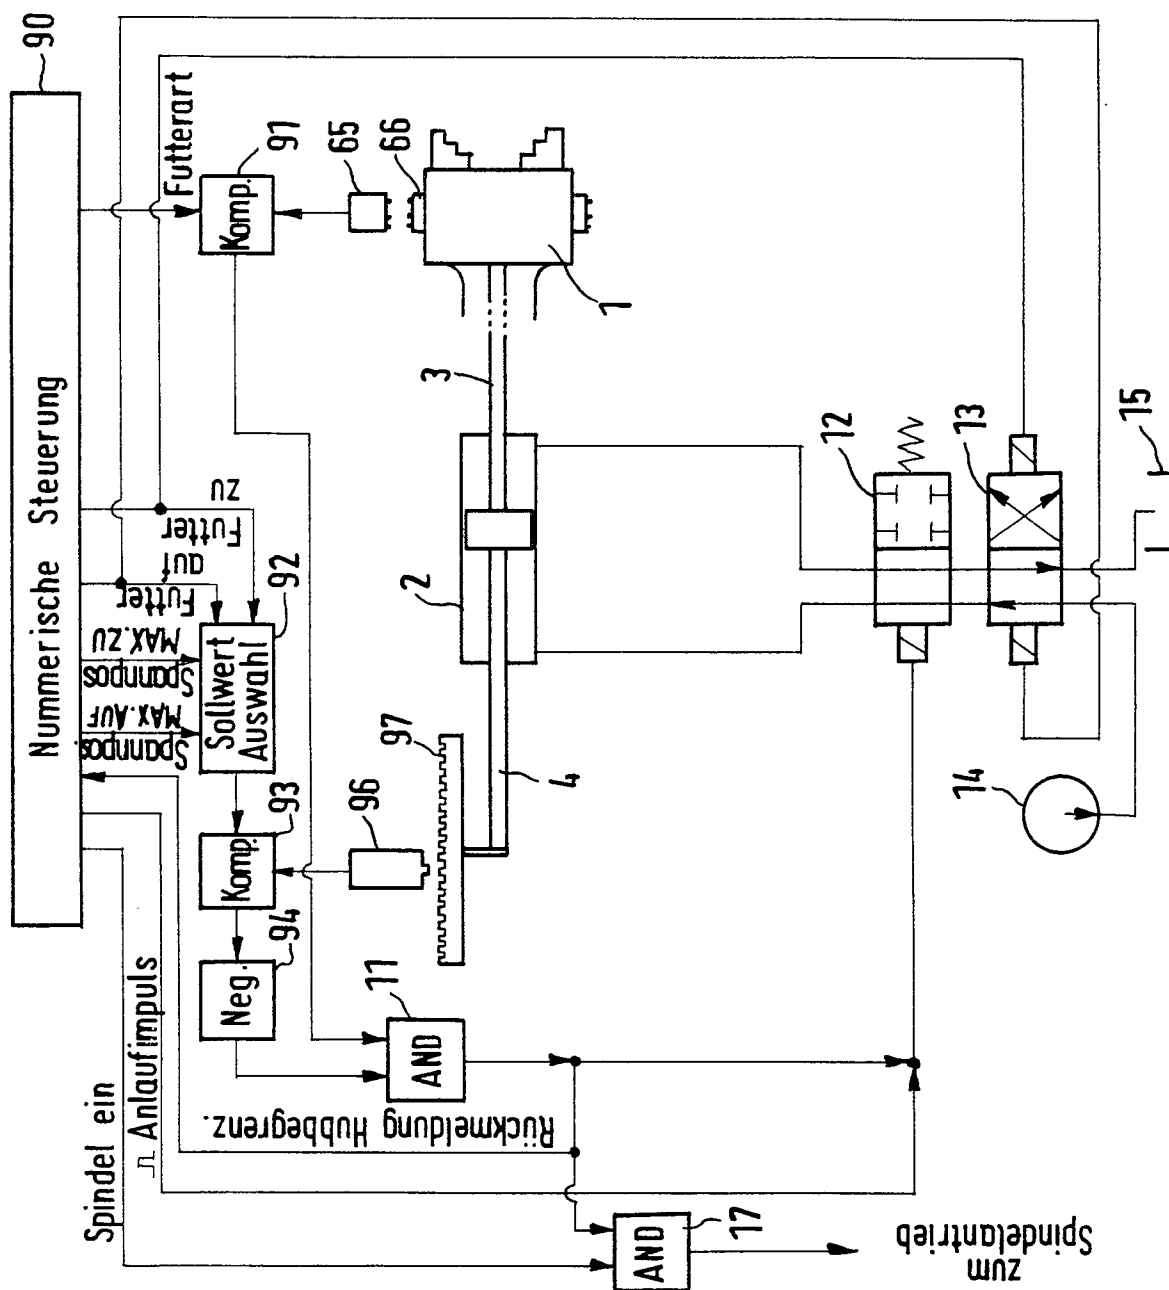 90
Nummerische Steuerung
Futterart
91
Komp.
65
66
1
3
2
4
zu
Futter
auf
Futter
MAX.ZU
Spannpos
MAX.AUF
Spannpos.
92
Sollwert
Auswahl
93
Komp.
94
Neg.
96
97
11
AND
Rückmeldung Hubbegrenz.
Anlaufimpuls
Spindel ein
AND
17
zum
Spindelantrieb
12
13
14
15